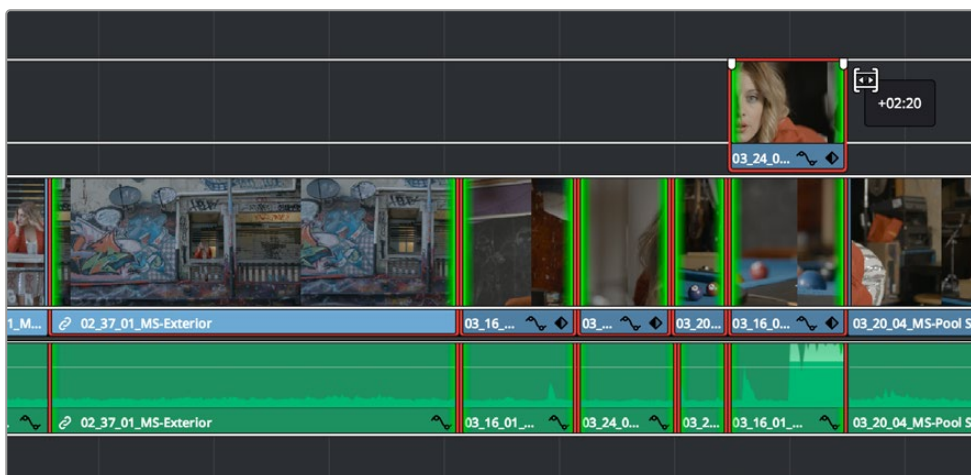 +02:20
03_24_0...
1_M...
02_37_01_MS-Exterior
03_16_...
03_...
03_20...
03_16_0...
03_20_04_MS-Pool S
02_37_01_MS-Exterior
03_16_01_...
03_24_0...
03_2...
03_16_01_...
03_20_04_MS-Pool S